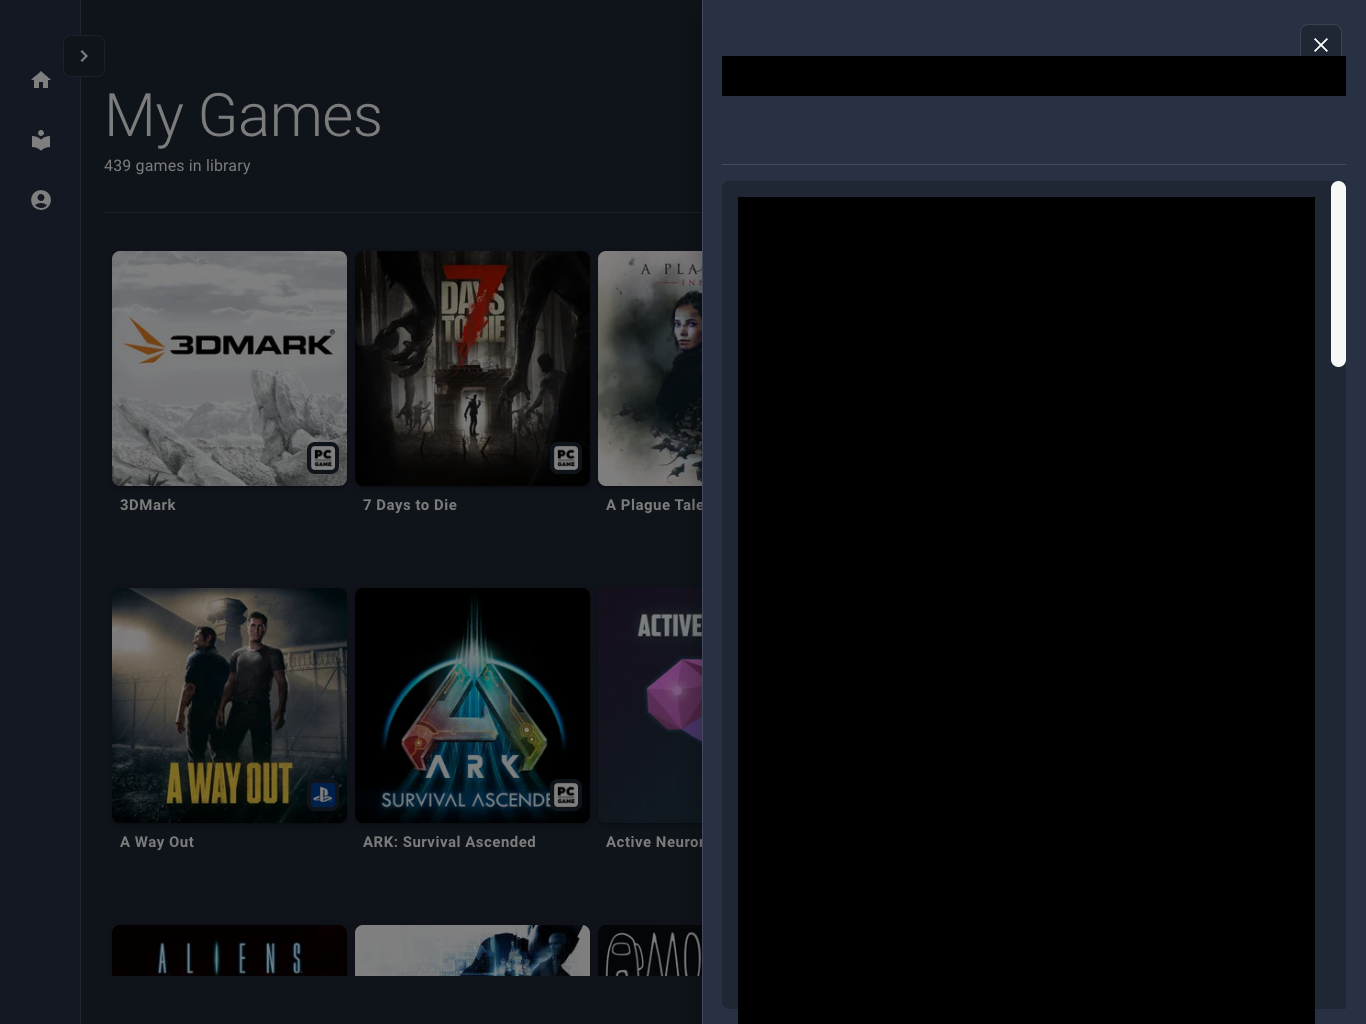 My Games
439 games in library
3DMARK
PC
GAME
3DMark
7
DAYS
TO DIE
PC
GAME
7 Days to Die
A PLA
INN
A Plague Tale
A WAY OUT
A Way Out
ARK
SURVIVAL ASCENDE
PC
GAME
ARK: Survival Ascended
ACTIVE
Active Neuron
ALIENS